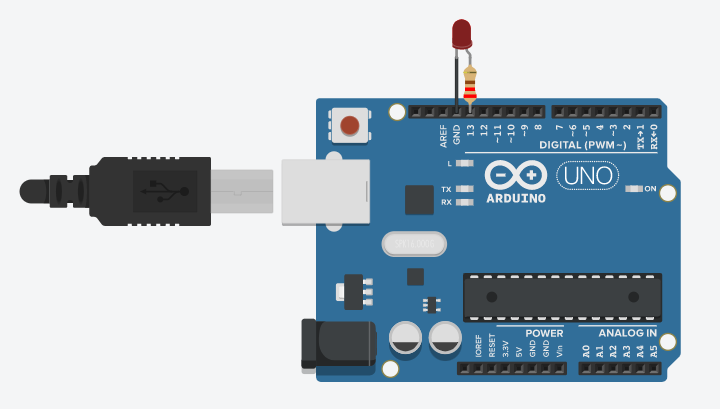 AREF
GND
13
12
~11
~10
~9
8
7
~6
~5
4
~3
2
TX→1
RX←0
DIGITAL (PWM~)
L
TX
RX
ARDUINO
UNO
ON
POWER
ANALOG IN
IOREF
RESET
3.3V
5V
GND
GND
Vin
A0
A1
A2
A3
A4
A5